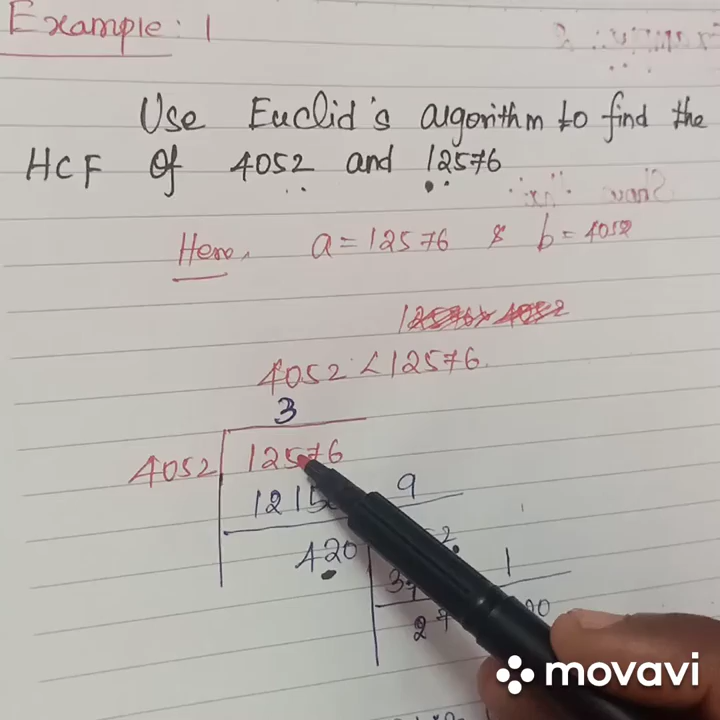 Example: 1
Use Euclid's algorithm to find the
HCF Of 4052 and 12576
Here, a = 12576 & b = 4052
4052 < 12576
3
4052 12576
9
420
1
movavi